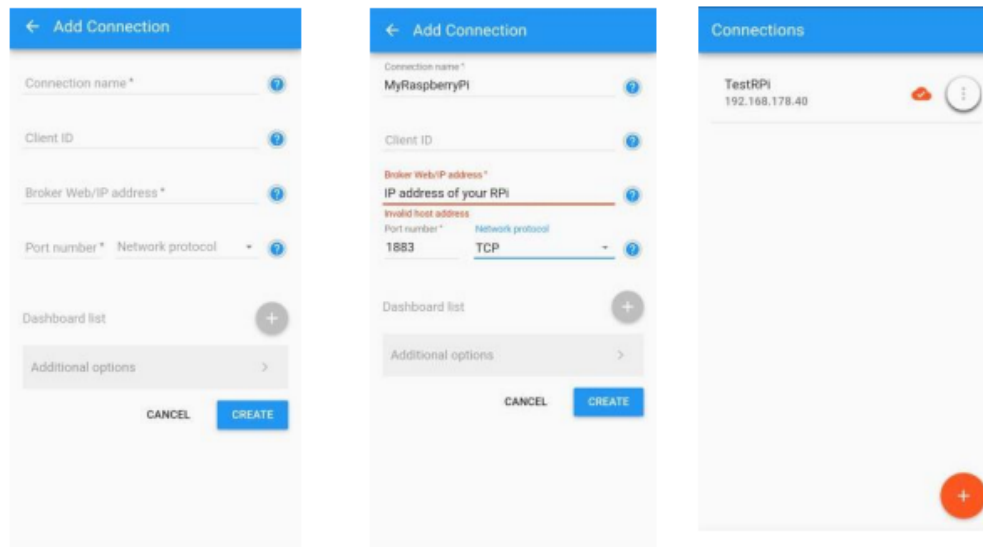 Add Connection
Connection name *
Client ID
Broker Web/IP address *
Port number * Network protocol
Dashboard list
Additional options
CANCEL CREATE
Add Connection
Connection name *
MyRaspberryPi
Client ID
Broker Web/IP address *
IP address of your RPi
Invalid host address
Port number * Network protocol
1883 TCP
Dashboard list
Additional options
CANCEL CREATE
Connections
TestRPi
192.168.178.40